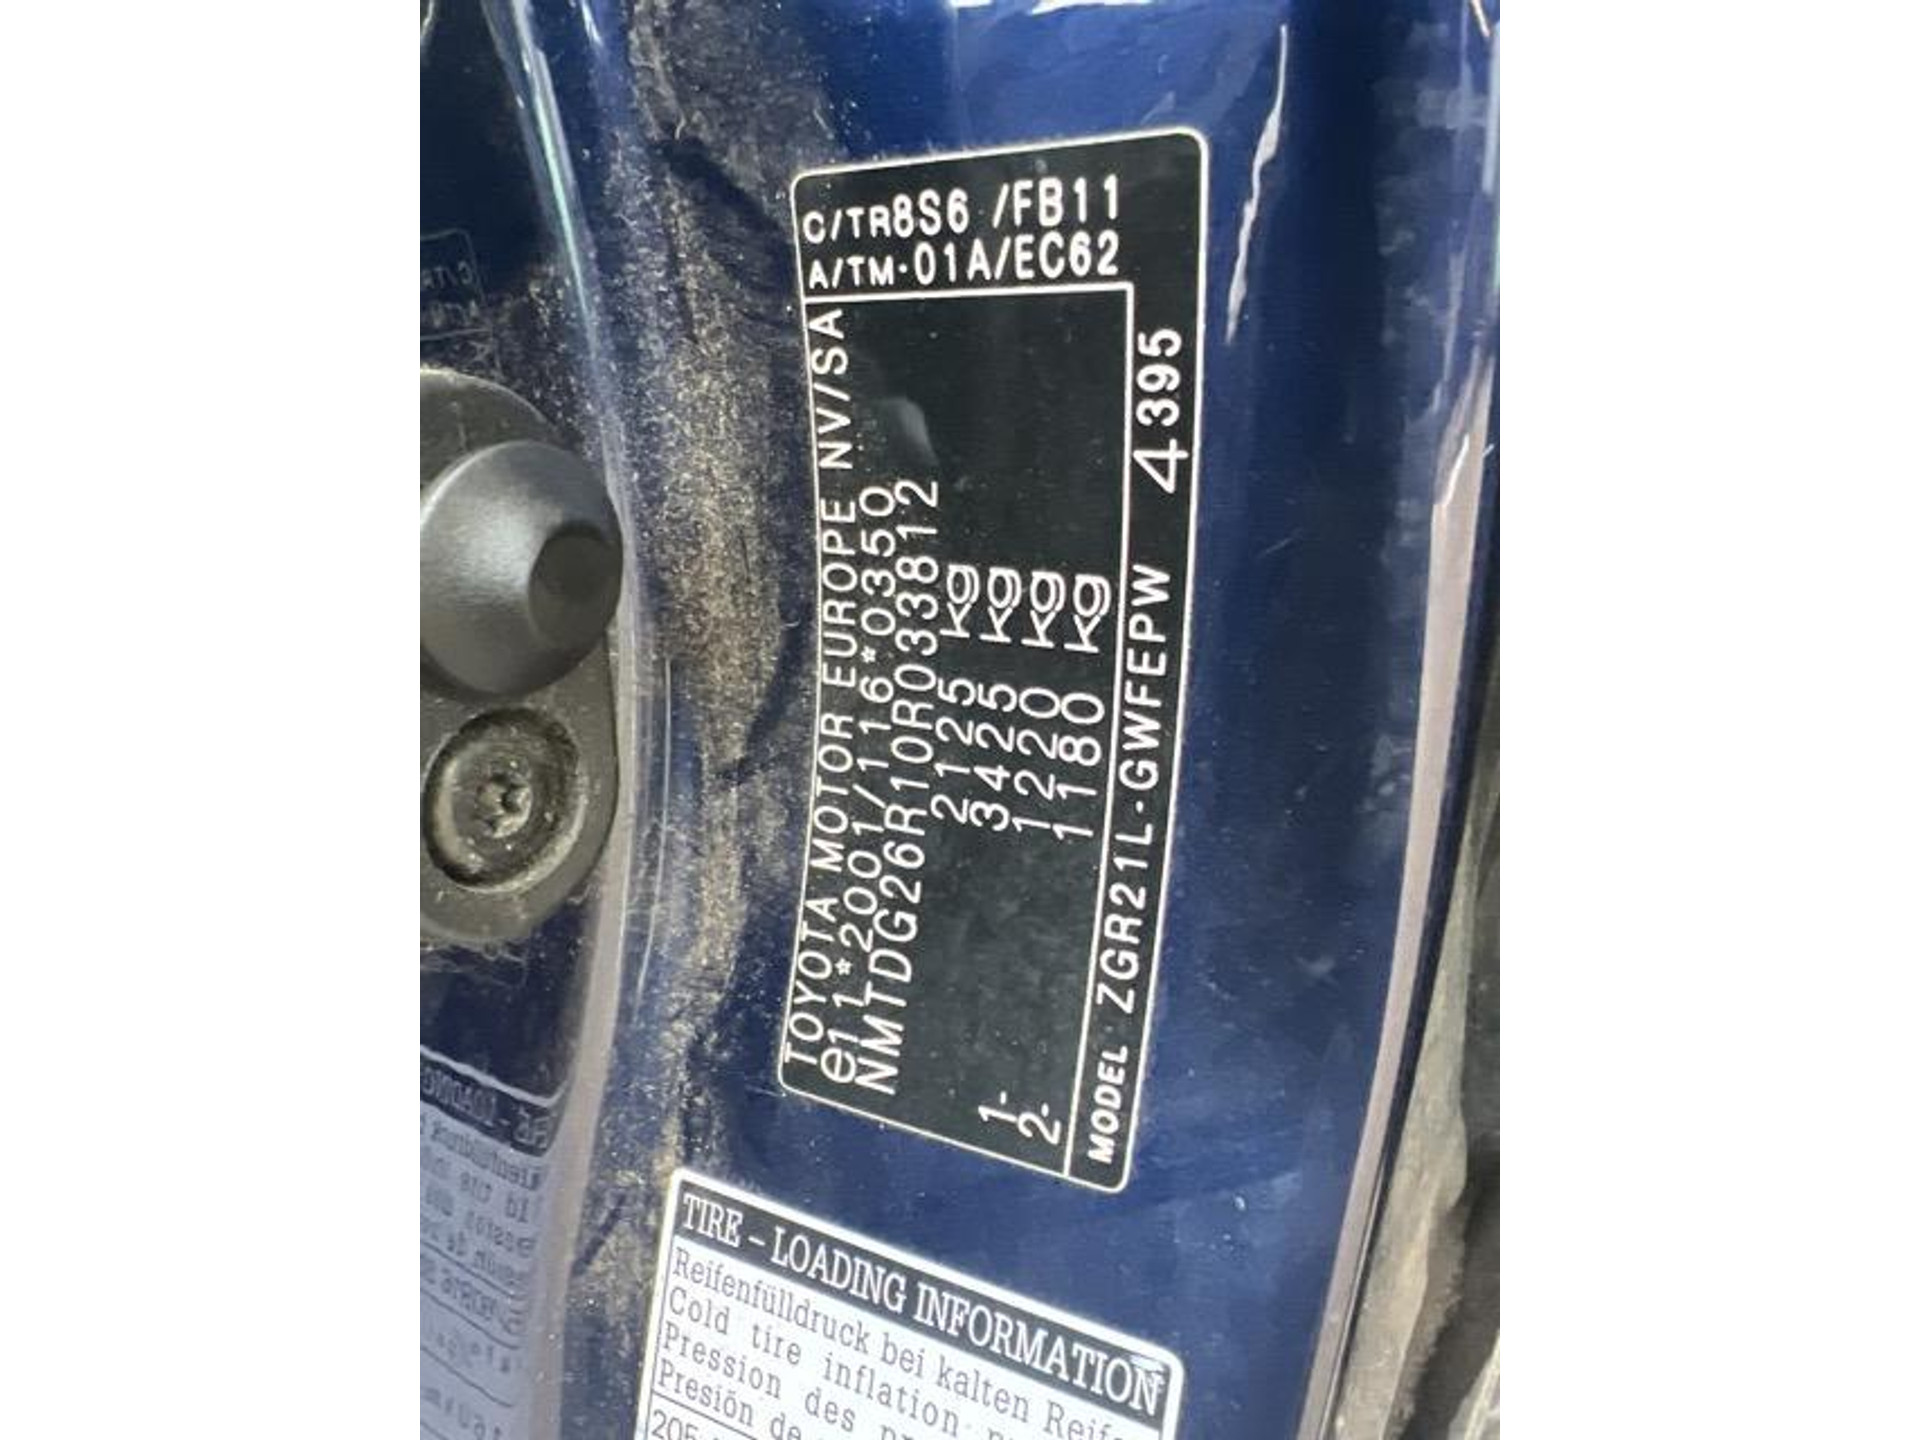 C/TR8S6 /FB11
A/TM-01A/EC62
TOYOTA MOTOR EUROPE NV/SA
e11*2001/116*0350
NMTDG26R10R033812
2125 kg
3425 kg
1- 1220 kg
2- 1180 kg
MODEL ZGR21L-GWFEPW 4395
TIRE - LOADING INFORMATION
Reifenfülldruck bei kalten
Cold tire inflation
Pression des
Presión de